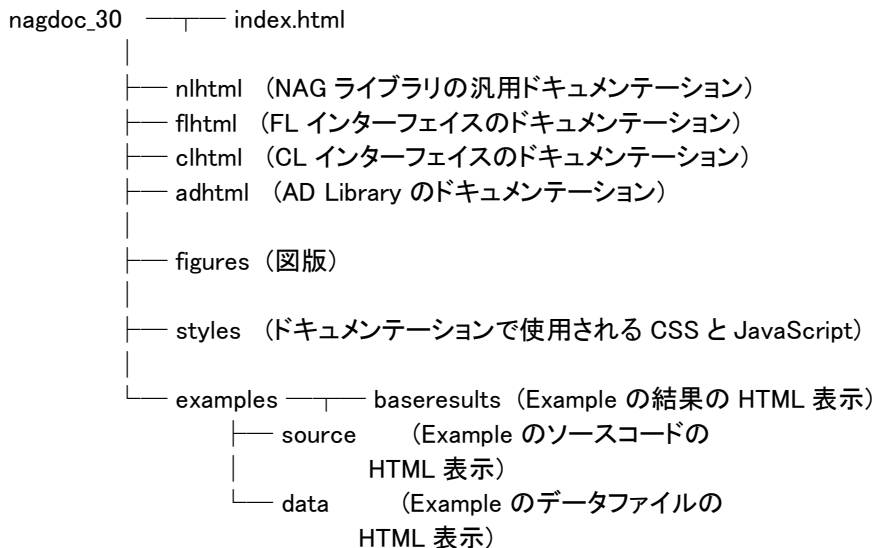 nagdoc_30 ─┬─ index.html
│
├─ nlhtml （NAG ライブラリの汎用ドキュメンテーション）
├─ flhtml （FL インターフェイスのドキュメンテーション）
├─ clhtml （CL インターフェイスのドキュメンテーション）
├─ adhtml （AD Library のドキュメンテーション）
│
├─ figures （図版）
│
├─ styles （ドキュメンテーションで使用される CSS と JavaScript）
│
└─ examples ─┬─ baseresults （Example の結果の HTML 表示）
├─ source （Example のソースコードの
│ HTML 表示）
└─ data （Example のデータファイルの
HTML 表示）